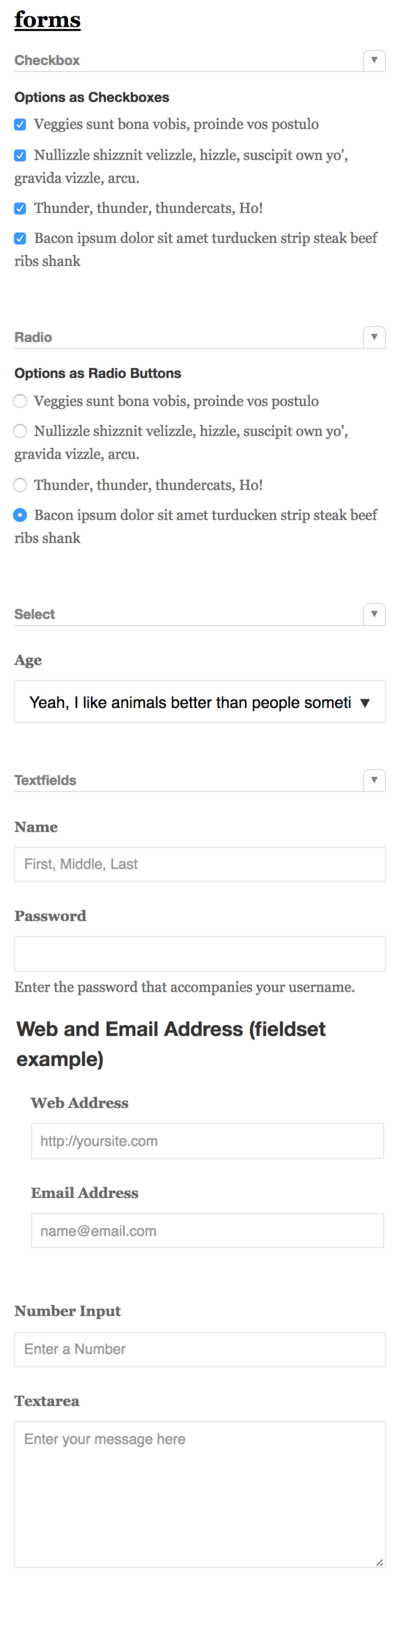 forms
Checkbox
Options as Checkboxes
Veggies sunt bona vobis, proinde vos postulo
Nullizzle shizznit velizzle, hizzle, suscipit own yo',
gravida vizzle, arcu.
Thunder, thunder, thundercats, Ho!
Bacon ipsum dolor sit amet turducken strip steak beef
ribs shank
Radio
Options as Radio Buttons
Veggies sunt bona vobis, proinde vos postulo
Nullizzle shizznit velizzle, hizzle, suscipit own yo',
gravida vizzle, arcu.
Thunder, thunder, thundercats, Ho!
Bacon ipsum dolor sit amet turducken strip steak beef
ribs shank
Select
Age
Yeah, I like animals better than people someti
Textfields
Name
First, Middle, Last
Password
Enter the password that accompanies your username.
Web and Email Address (fieldset
example)
Web Address
http://yoursite.com
Email Address
name@email.com
Number Input
Enter a Number
Textarea
Enter your message here